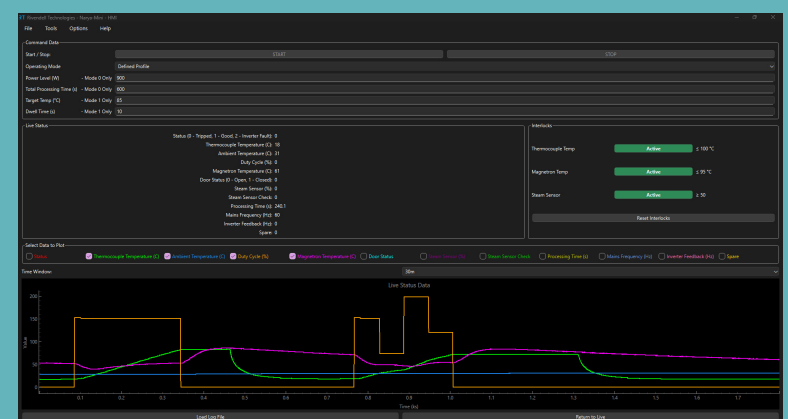 Nerya Mini - HW
File Tools Options Help
Command Data
Start / Stop: START STOP
Operating Mode Defined Profile
Power Level (W) - Mode 0 Only 900
Total Processing Time (s) - Mode 0 Only 600
Target Temp (°C) - Mode 1 Only 85
Dwell Time (s) - Mode 1 Only 10
Live Status
Status (0 - Tripped, 1 - Good, 2 - Inverter Fault): 0
Thermocouple Temperature (C): 18
Ambient Temperature (C): 31
Duty Cycle (%): 0
Magnetron Temperature (C): 61
Door Status (0 - Open, 1 - Closed): 0
Steam Sensor (%): 0
Steam Sensor Check: 0
Processing Time (s): 240.1
Mains Frequency (Hz): 60
Inverter Feedback (Hz): 0
Spare: 0
Interlocks
Thermocouple Temp Active ≤ 100 °C
Magnetron Temp Active ≤ 95 °C
Steam Sensor Active ≥ 30
Reset Interlocks
Select Data to Plot
Status Thermocouple Temperature (C) Ambient Temperature (C) Duty Cycle (%) Magnetron Temperature (C) Door Status Steam Sensor (%) Steam Sensor Check Processing Time (s) Mains Frequency (Hz) Inverter Feedback (Hz) Spare
Time Window: 30m
Live Status Data
200
150
100
50
0
Value
0.1 0.2 0.3 0.4 0.5 0.6 0.7 0.8 0.9 1.0 1.1 1.2 1.3 1.4 1.5 1.6 1.7
Time (ks)
Load Log File Return to Live